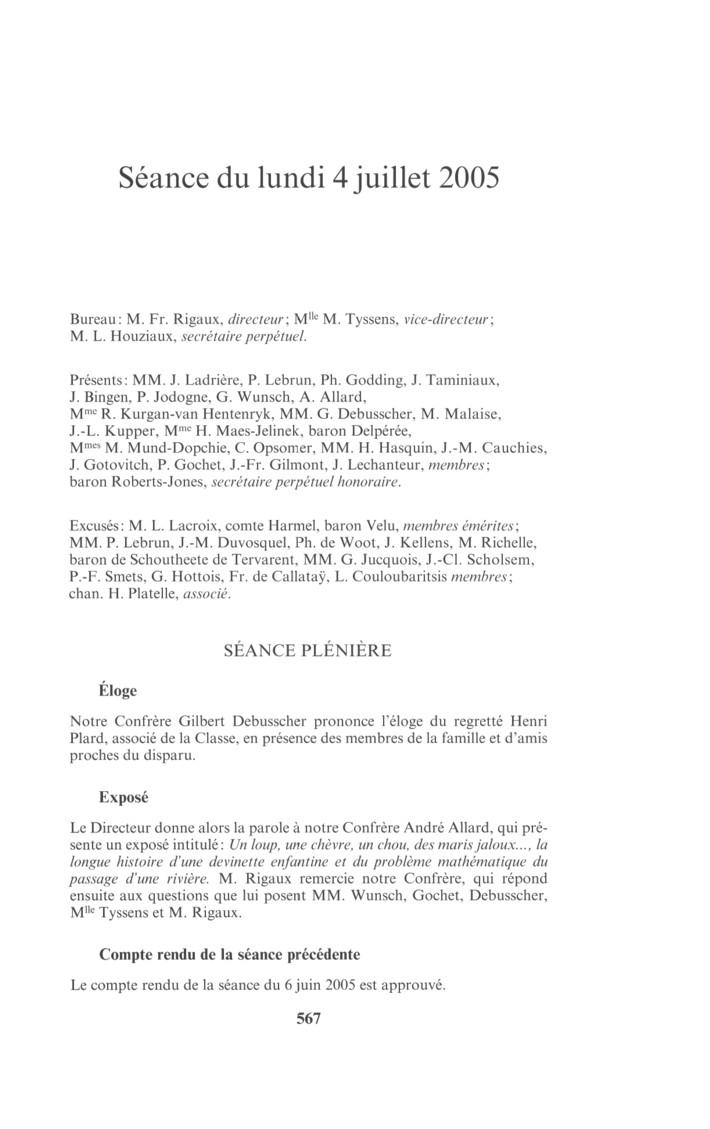 Séance du lundi 4 juillet 2005
Bureau: M. Fr. Rigaux, directeur; Mlle M. Tyssens, vice-directeur;
M. L. Houziaux, secrétaire perpétuel.
Présents: MM. J. Ladrière, P. Lebrun, Ph. Godding, J. Taminiaux,
J. Bingen, P. Jodogne, G. Wunsch, A. Allard,
Mme R. Kurgan-van Hentenryk, MM. G. Debusscher, M. Malaise,
J.-L. Kupper, Mme H. Maes-Jelinek, baron Delpérée,
Mmes M. Mund-Dopchie, C. Opsomer, MM. H. Hasquin, J.-M. Cauchies,
J. Gotovitch, P. Gochet, J.-Fr. Gilmont, J. Lechanteur, membres;
baron Roberts-Jones, secrétaire perpétuel honoraire.
Excusés: M. L. Lacroix, comte Harmel, baron Velu, membres émérites;
MM. P. Lebrun, J.-M. Duvosquel, Ph. de Woot, J. Kellens, M. Richelle,
baron de Schoutheete de Tervarent, MM. G. Jucquois, J.-Cl. Scholsem,
P.-F. Smets, G. Hottois, Fr. de Callataÿ, L. Couloubaritsis membres;
chan. H. Platelle, associé.
SÉANCE PLÉNIÈRE
Éloge
Notre Confrère Gilbert Debusscher prononce l'éloge du regretté Henri
Plard, associé de la Classe, en présence des membres de la famille et d'amis
proches du disparu.
Exposé
Le Directeur donne alors la parole à notre Confrère André Allard, qui pré-
sente un exposé intitulé: Un loup, une chèvre, un chou, des maris jaloux..., la
longue histoire d'une devinette enfantine et du problème mathématique du
passage d'une rivière. M. Rigaux remercie notre Confrère, qui répond
ensuite aux questions que lui posent MM. Wunsch, Gochet, Debusscher,
Mlle Tyssens et M. Rigaux.
Compte rendu de la séance précédente
Le compte rendu de la séance du 6 juin 2005 est approuvé.
567